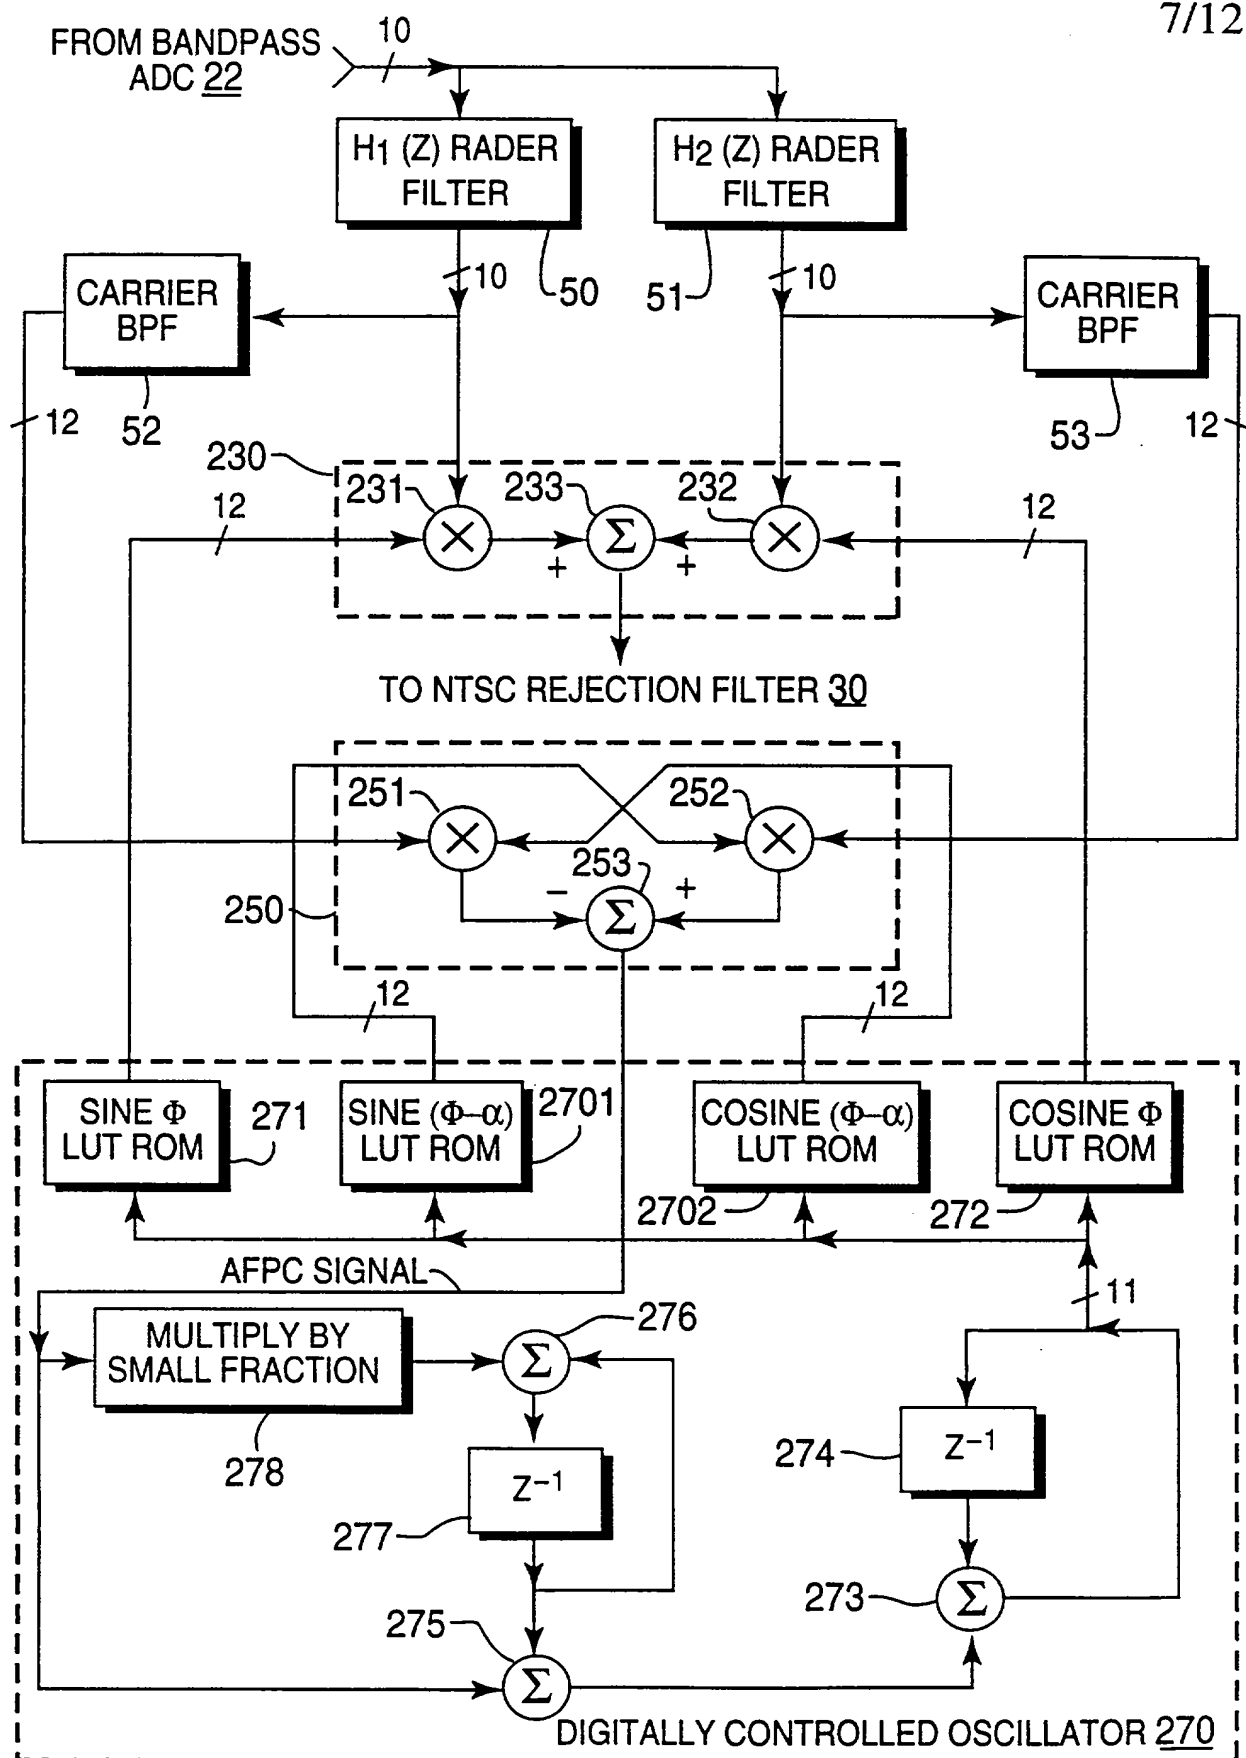 7/12
FROM BANDPASS
ADC 22
10
H1 (Z) RADER
FILTER
H2 (Z) RADER
FILTER
10
50
51
10
CARRIER
BPF
CARRIER
BPF
12
52
53
12
230
231
233
232
12
12
×
Σ
×
+
+
TO NTSC REJECTION FILTER 30
251
252
×
×
253
−
+
250
Σ
12
12
SINE Φ
LUT ROM
271
SINE (Φ–α)
LUT ROM
2701
COSINE (Φ–α)
LUT ROM
COSINE Φ
LUT ROM
2702
272
AFPC SIGNAL
11
MULTIPLY BY
SMALL FRACTION
276
Σ
278
Z–1
277
274
Z–1
273
Σ
275
Σ
DIGITALLY CONTROLLED OSCILLATOR 270